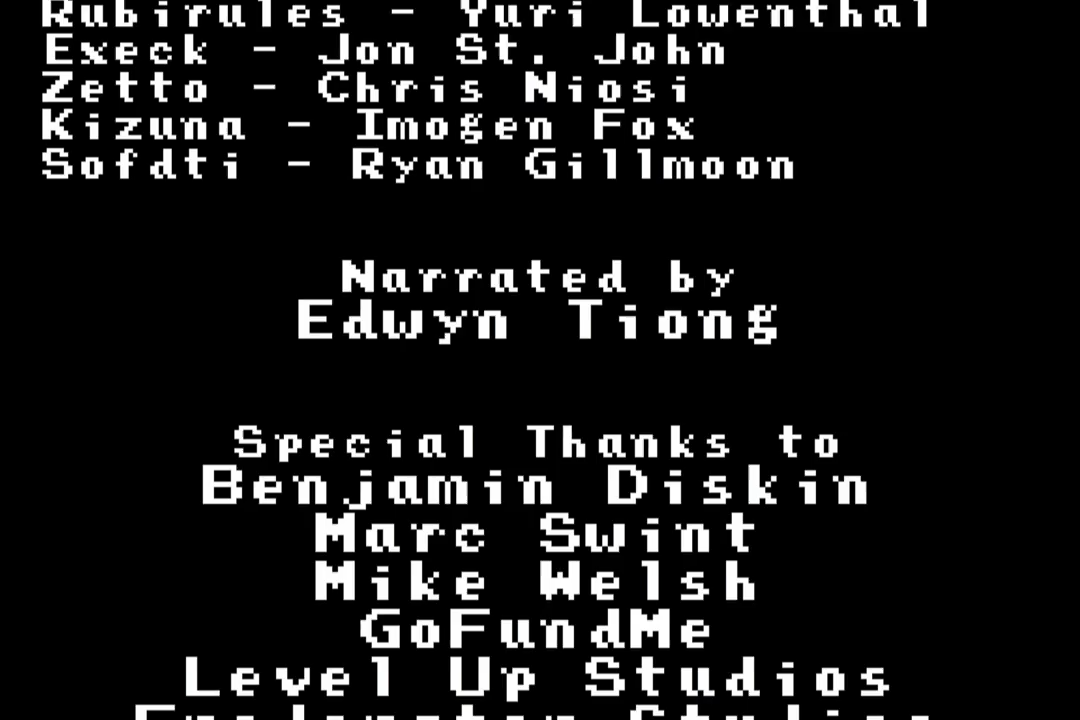 Rubirules - Yuri Lowenthal
Execk - Jon St. John
Zetto - Chris Niosi
Kizuna - Imogen Fox
Sofdti - Ryan Gillmoon
Narrated by
Edwyn Tiong
Special Thanks to
Benjamin Diskin
Marc Swint
Mike Welsh
GoFundMe
Level Up Studios